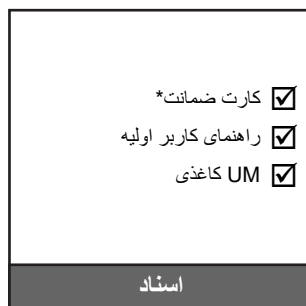 ☑ کارت ضمانت*
☑ راهنمای کاربر اولیه
☑ UM کاغذی
اسناد